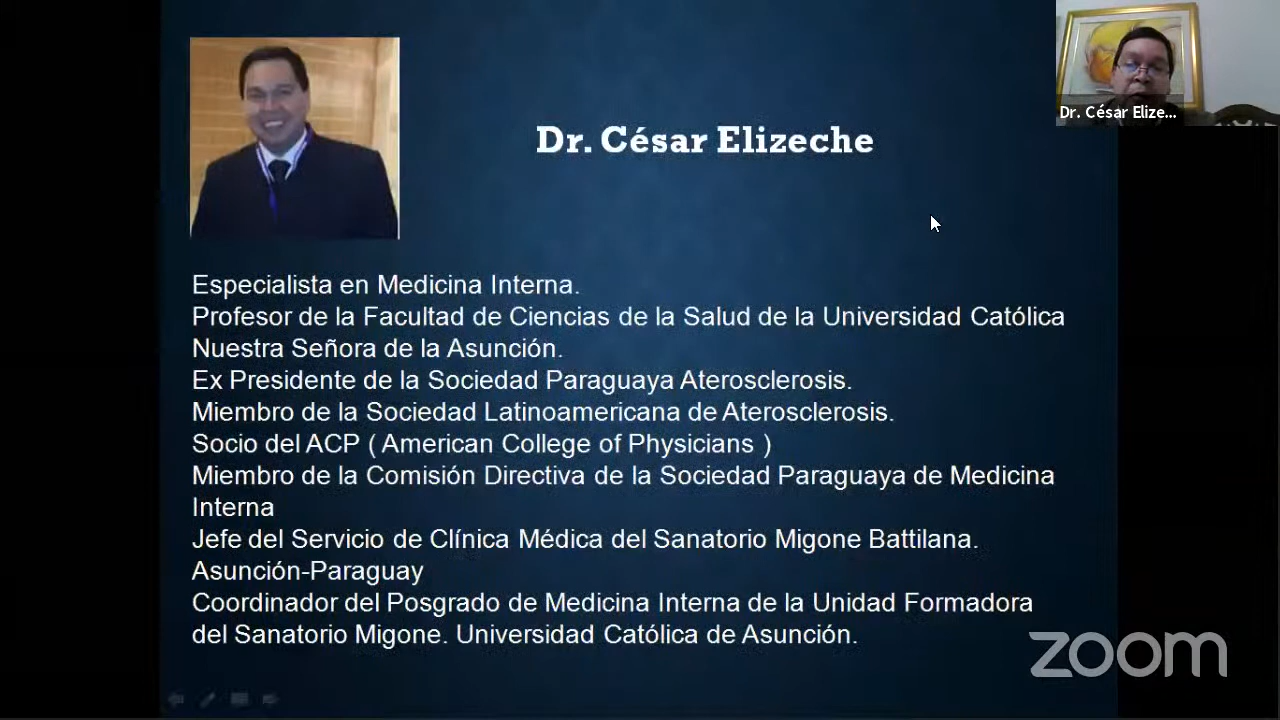 Dr. César Elize...
Dr. César Elizeche
Especialista en Medicina Interna.
Profesor de la Facultad de Ciencias de la Salud de la Universidad Católica
Nuestra Señora de la Asunción.
Ex Presidente de la Sociedad Paraguaya Aterosclerosis.
Miembro de la Sociedad Latinoamericana de Aterosclerosis.
Socio del ACP ( American College of Physicians )
Miembro de la Comisión Directiva de la Sociedad Paraguaya de Medicina
Interna
Jefe del Servicio de Clínica Médica del Sanatorio Migone Battilana.
Asunción-Paraguay
Coordinador del Posgrado de Medicina Interna de la Unidad Formadora
del Sanatorio Migone. Universidad Católica de Asunción.
zoom